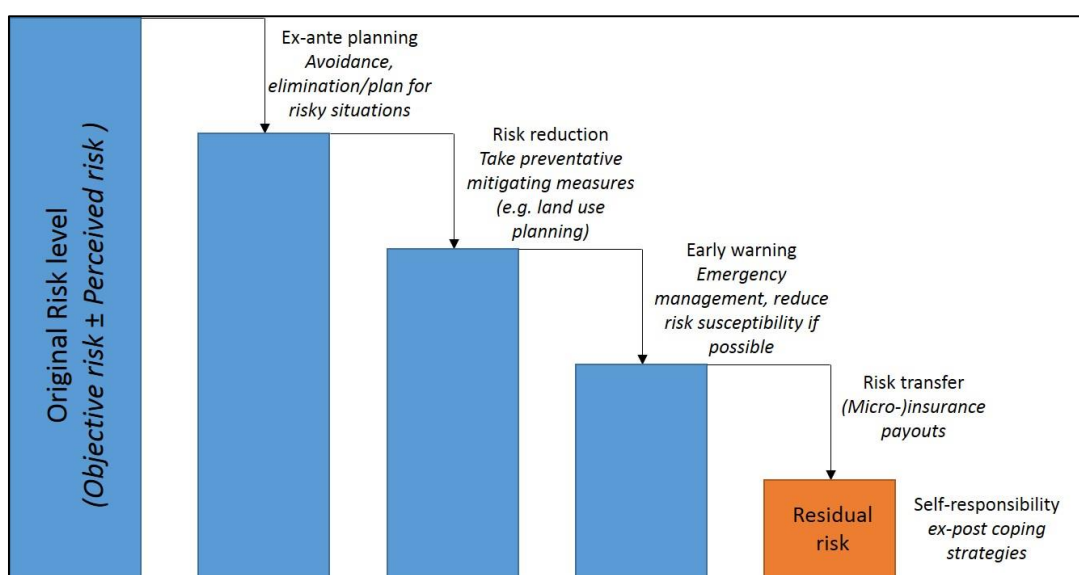 Original Risk level
(Objective risk ± Perceived risk )
Ex-ante planning
Avoidance,
elimination/plan for
risky situations
Risk reduction
Take preventative
mitigating measures
(e.g. land use
planning)
Early warning
Emergency
management, reduce
risk susceptibility if
possible
Risk transfer
(Micro-)insurance
payouts
Residual
risk
Self-responsibility
ex-post coping
strategies